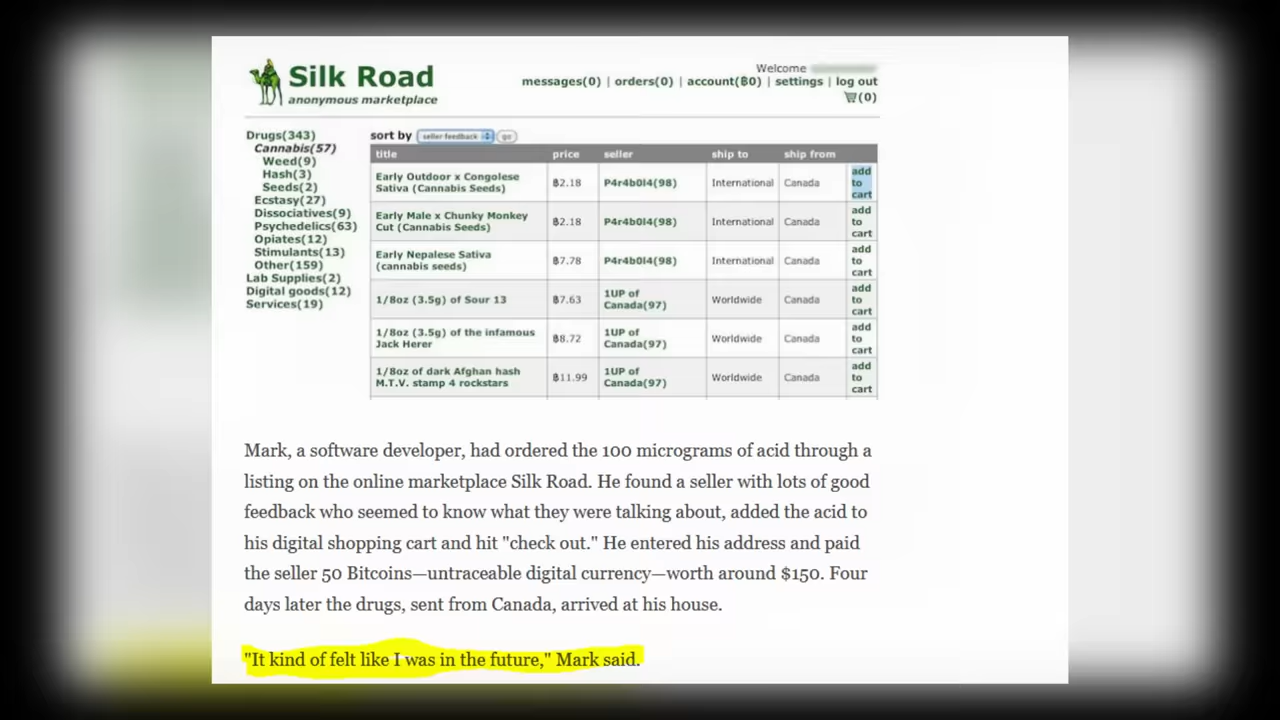 Silk Road
anonymous marketplace
Welcome
messages(0) | orders(0) | account(฿0) | settings | log out
(0)
Drugs(343)
Cannabis(57)
Weed(9)
Hash(3)
Seeds(2)
Ecstasy(27)
Dissociatives(9)
Psychedelics(63)
Opiates(12)
Stimulants(13)
Other(159)
Lab Supplies(2)
Digital goods(12)
Services(19)
sort by seller feedback go
title price seller ship to ship from
Early Outdoor x Congolese
Sativa (Cannabis Seeds) ฿2.18 P4r4b0l4(98) International Canada add to cart
Early Male x Chunky Monkey
Cut (Cannabis Seeds) ฿2.18 P4r4b0l4(98) International Canada add to cart
Early Nepalese Sativa
(cannabis seeds) ฿7.78 P4r4b0l4(98) International Canada add to cart
1/8oz (3.5g) of Sour 13 ฿7.63 1UP of Canada(97) Worldwide Canada add to cart
1/8oz (3.5g) of the infamous
Jack Herer ฿8.72 1UP of Canada(97) Worldwide Canada add to cart
1/8oz of dark Afghan hash
M.T.V. stamp 4 rockstars ฿11.99 1UP of Canada(97) Worldwide Canada add to cart
Mark, a software developer, had ordered the 100 micrograms of acid through a
listing on the online marketplace Silk Road. He found a seller with lots of good
feedback who seemed to know what they were talking about, added the acid to
his digital shopping cart and hit "check out." He entered his address and paid
the seller 50 Bitcoins—untraceable digital currency—worth around $150. Four
days later the drugs, sent from Canada, arrived at his house.
"It kind of felt like I was in the future," Mark said.